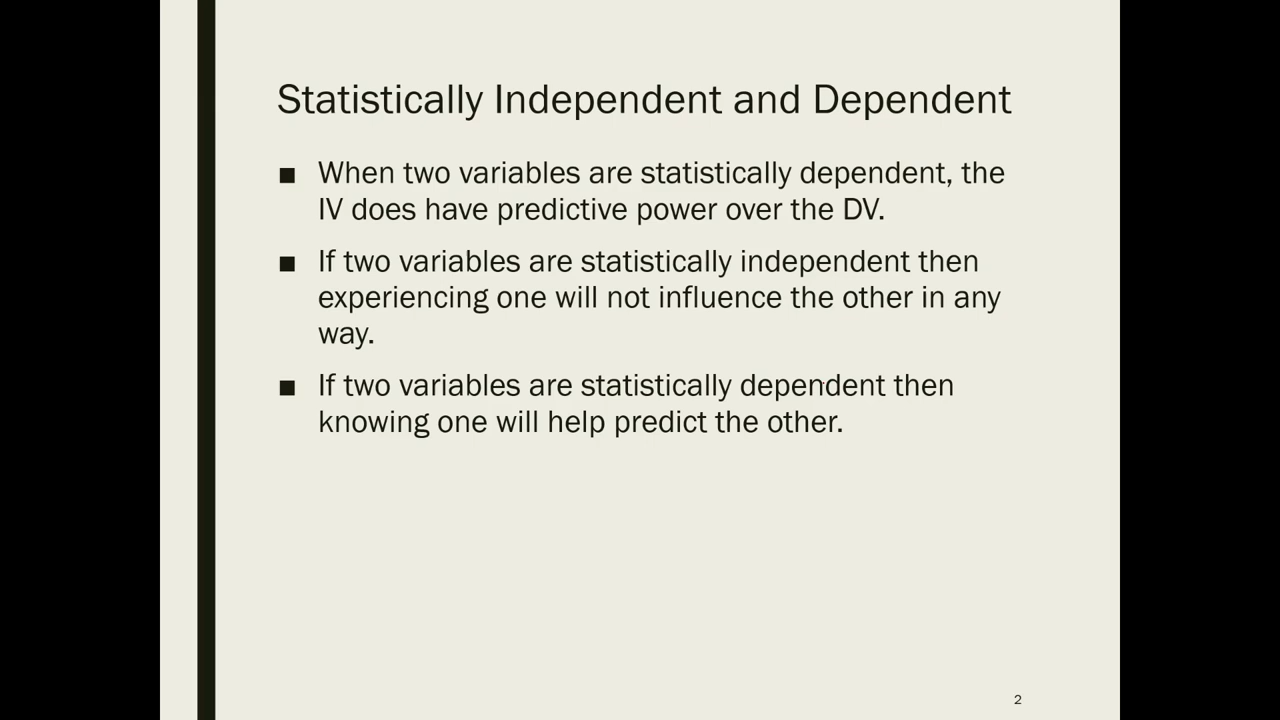 Statistically Independent and Dependent
■ When two variables are statistically dependent, the
IV does have predictive power over the DV.
■ If two variables are statistically independent then
experiencing one will not influence the other in any
way.
■ If two variables are statistically dependent then
knowing one will help predict the other.
2